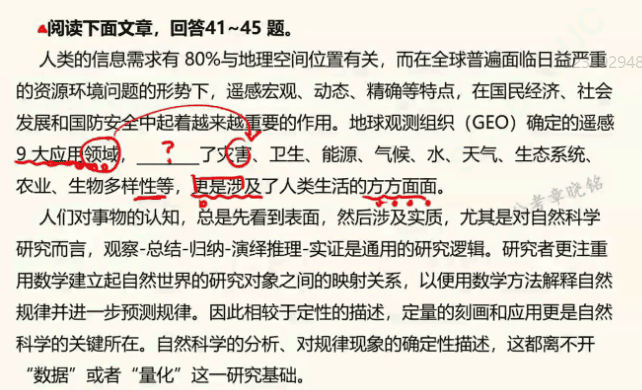 阅读下面文章，回答41~45 题。
人类的信息需求有 80%与地理空间位置有关，而在全球普遍面临日益严重
的资源环境问题的形势下，遥感宏观、动态、精确等特点，在国民经济、社会
发展和国防安全中起着越来越重要的作用。地球观测组织（GEO）确定的遥感
9 大应用领域，________了灾害、卫生、能源、气候、水、天气、生态系统、
？
农业、生物多样性等，更是涉及了人类生活的方方面面。
人们对事物的认知，总是先看到表面，然后涉及实质，尤其是对自然科学
研究而言，观察-总结-归纳-演绎推理-实证是通用的研究逻辑。研究者更注重
用数学建立起自然世界的研究对象之间的映射关系，以便用数学方法解释自然
规律并进一步预测规律。因此相较于定性的描述，定量的刻画和应用更是自然
科学的关键所在。自然科学的分析、对规律现象的确定性描述，这都离不开
“数据”或者“量化”这一研究基础。